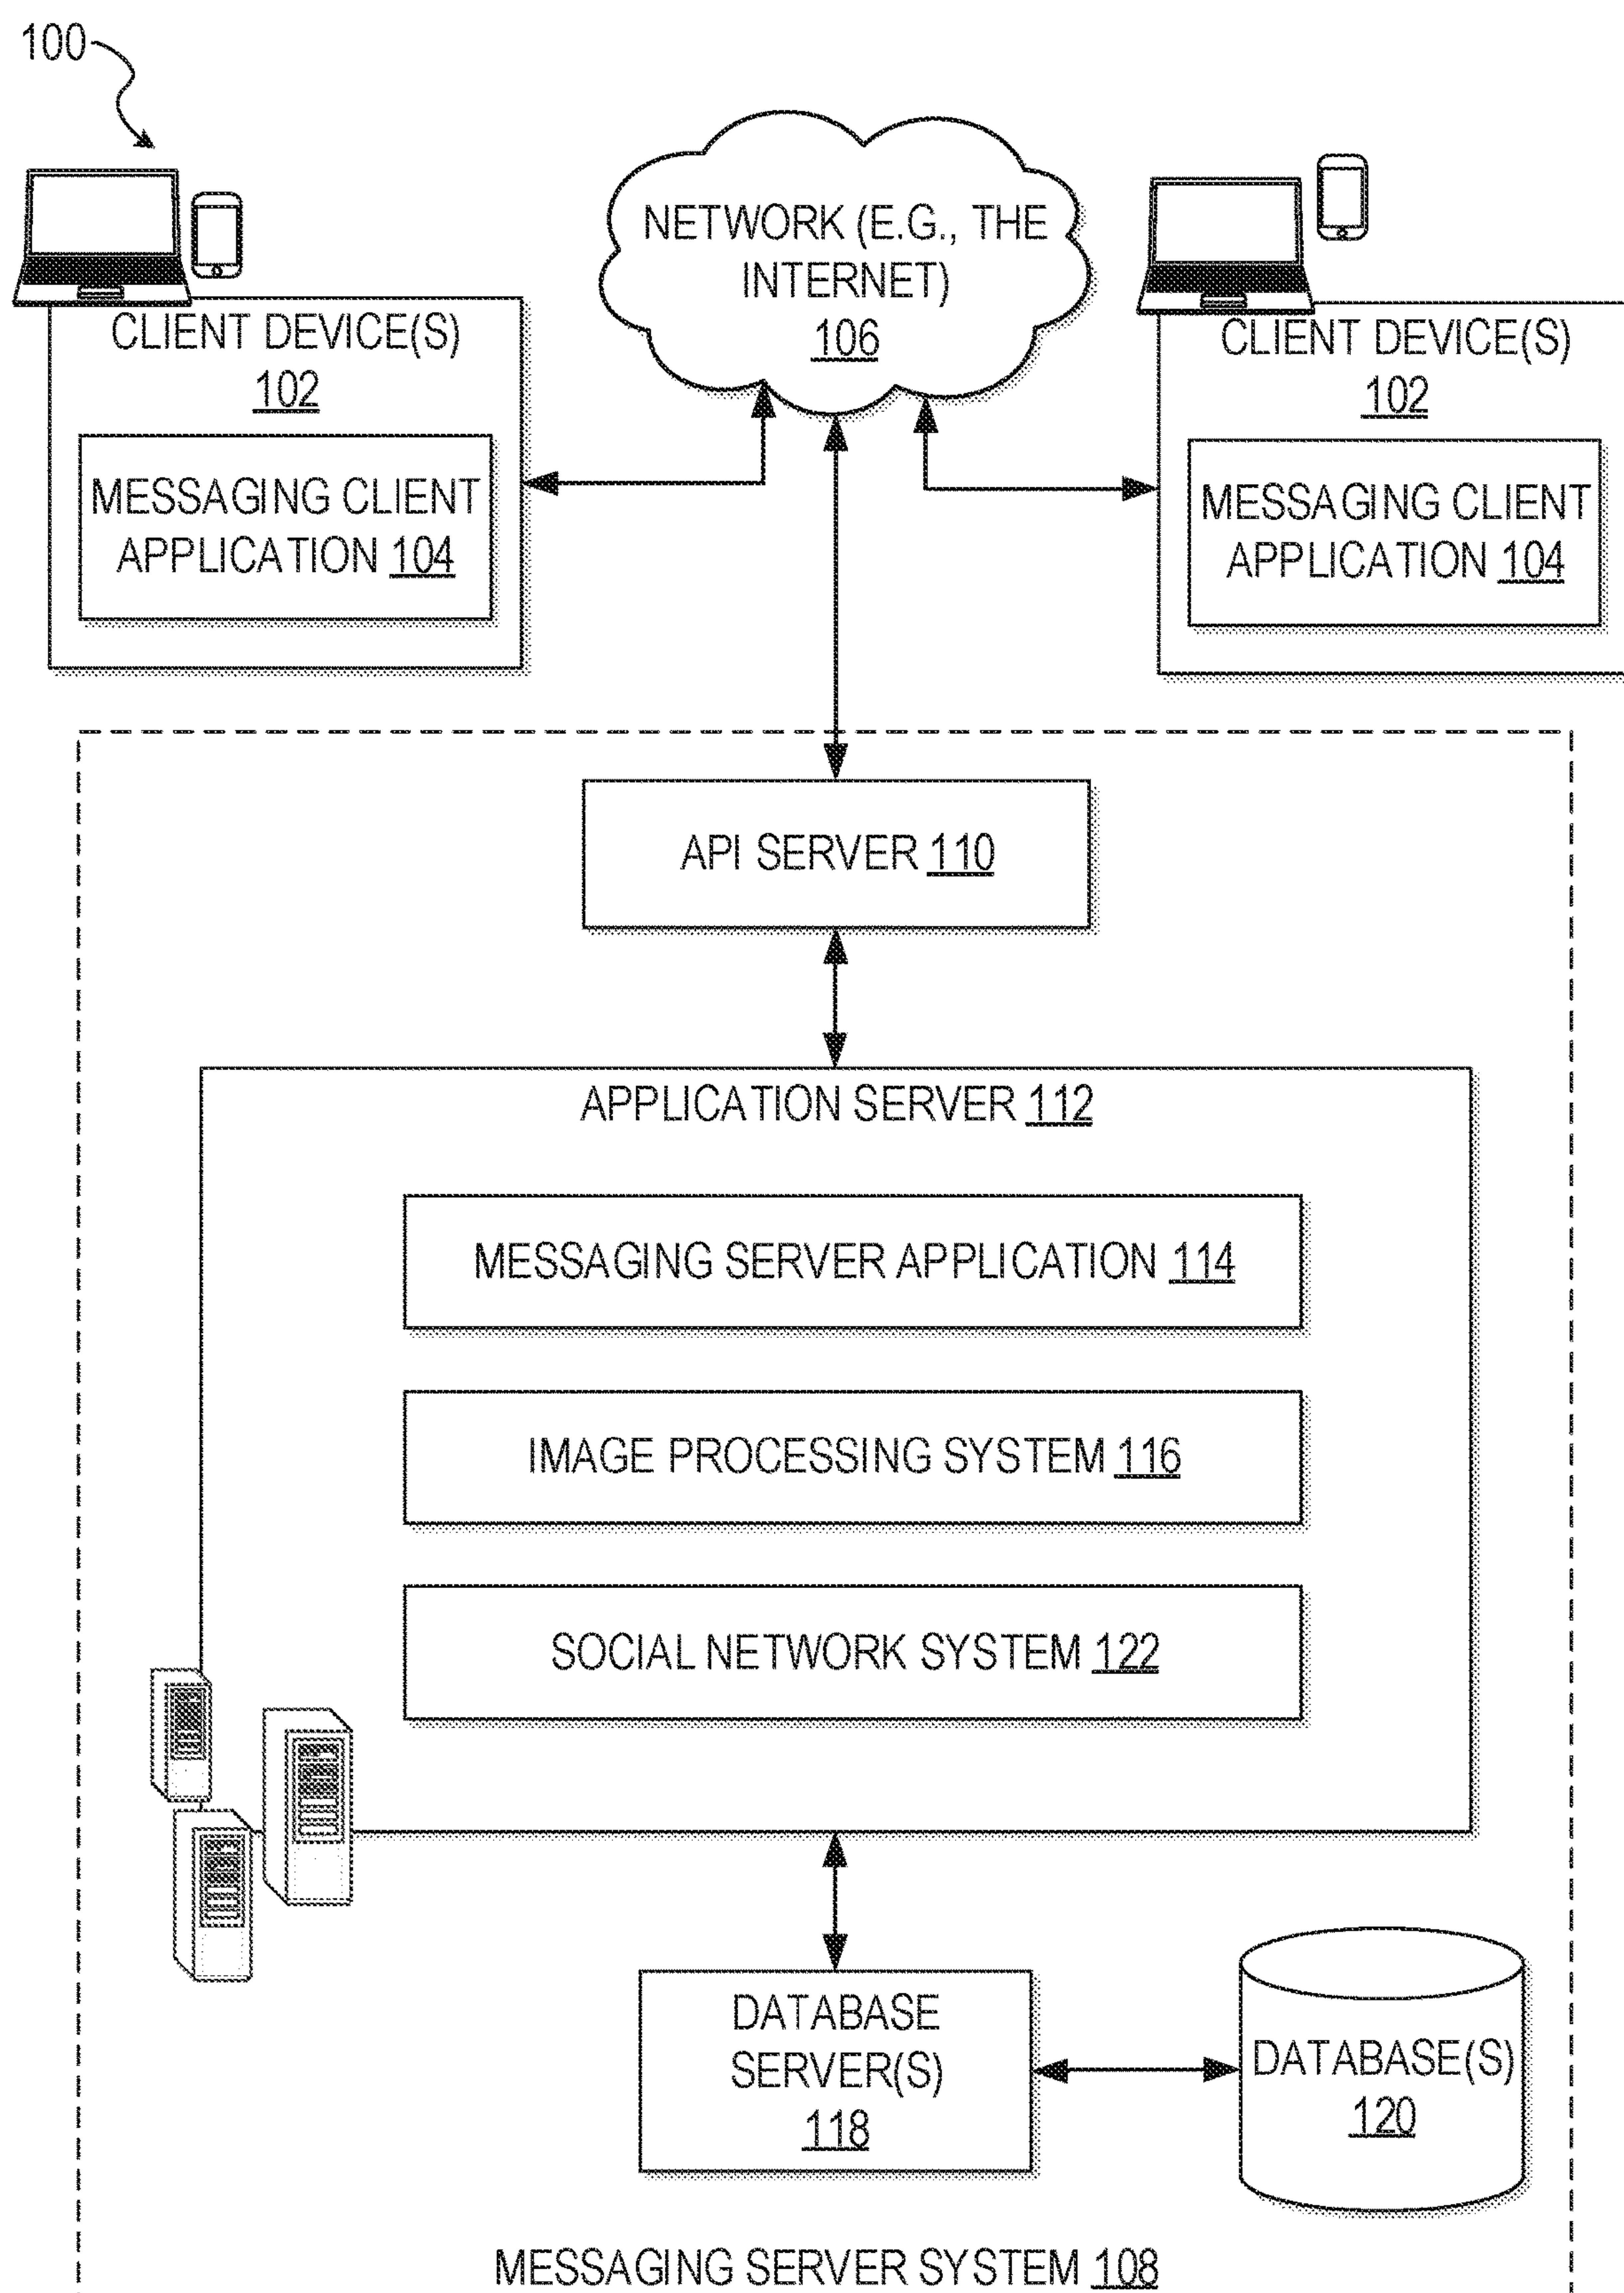 100
NETWORK (E.G., THE
INTERNET)
106
CLIENT DEVICE(S)
102
MESSAGING CLIENT
APPLICATION 104
CLIENT DEVICE(S)
102
MESSAGING CLIENT
APPLICATION 104
API SERVER 110
APPLICATION SERVER 112
MESSAGING SERVER APPLICATION 114
IMAGE PROCESSING SYSTEM 116
SOCIAL NETWORK SYSTEM 122
DATABASE
SERVER(S)
118
DATABASE(S)
120
MESSAGING SERVER SYSTEM 108